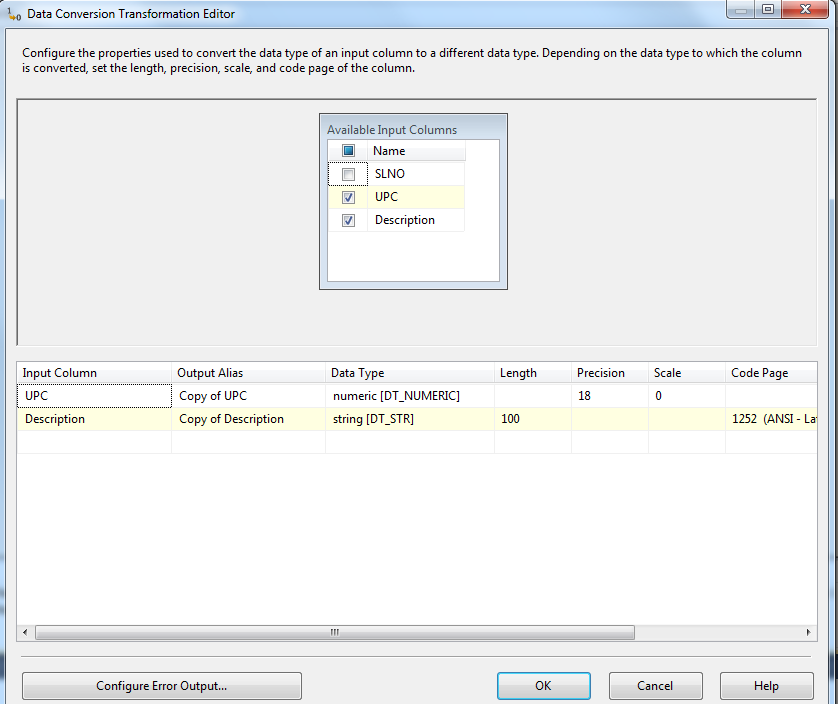 Data Conversion Transformation Editor
Configure the properties used to convert the data type of an input column to a different data type. Depending on the data type to which the column
is converted, set the length, precision, scale, and code page of the column.
Available Input Columns
Name
SLNO
UPC
Description
Input Column Output Alias Data Type Length Precision Scale Code Page
UPC Copy of UPC numeric [DT_NUMERIC] 18 0
Description Copy of Description string [DT_STR] 100 1252 (ANSI - Lat
Configure Error Output... OK Cancel Help